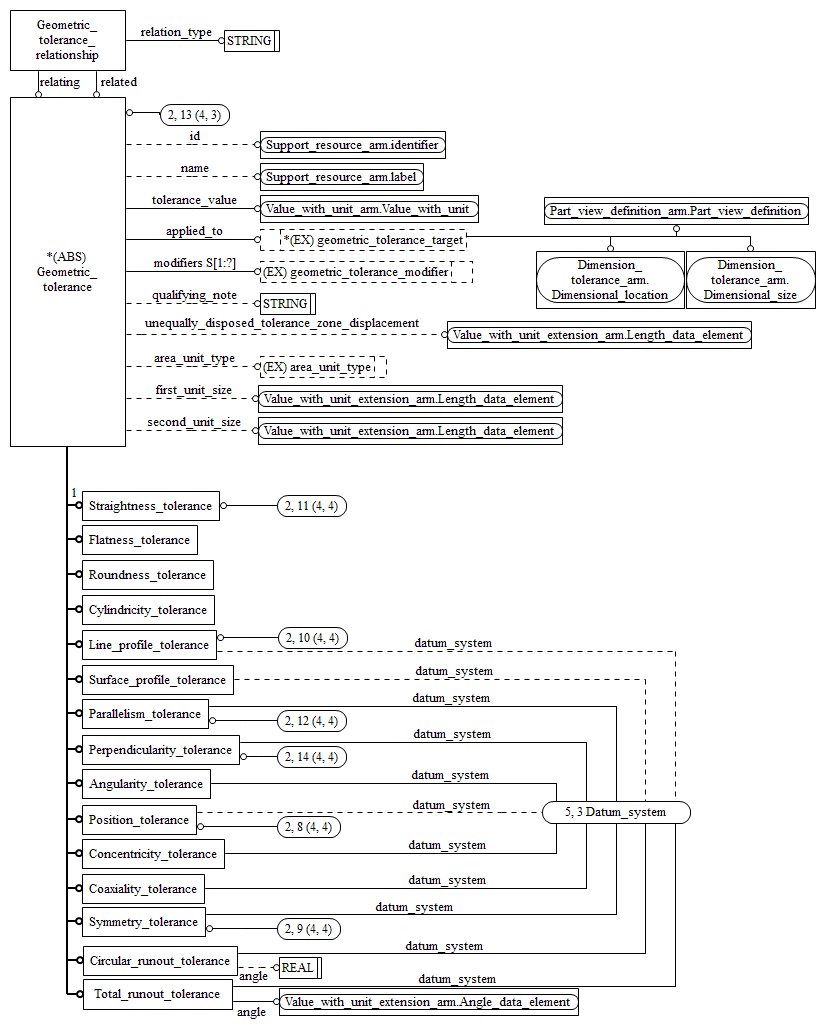 Geometric_
tolerance_
relationship
relation_type
STRING
relating
related
2, 13 (4, 3)
*(ABS)
Geometric_
tolerance
id
Support_resource_arm.identifier
name
Support_resource_arm.label
tolerance_value
Value_with_unit_arm.Value_with_unit
applied_to
*(EX) geometric_tolerance_target
modifiers S[1:?]
(EX) geometric_tolerance_modifier
qualifying_note
STRING
unequally_disposed_tolerance_zone_displacement
Value_with_unit_extension_arm.Length_data_element
area_unit_type
(EX) area_unit_type
first_unit_size
Value_with_unit_extension_arm.Length_data_element
second_unit_size
Value_with_unit_extension_arm.Length_data_element
Part_view_definition_arm.Part_view_definition
Dimension_
tolerance_arm.
Dimensional_location
Dimension_
tolerance_arm.
Dimensional_size
1
Straightness_tolerance
2, 11 (4, 4)
Flatness_tolerance
Roundness_tolerance
Cylindricity_tolerance
Line_profile_tolerance
2, 10 (4, 4)
datum_system
Surface_profile_tolerance
datum_system
Parallelism_tolerance
datum_system
2, 12 (4, 4)
Perpendicularity_tolerance
datum_system
2, 14 (4, 4)
Angularity_tolerance
datum_system
Position_tolerance
datum_system
2, 8 (4, 4)
5, 3 Datum_system
Concentricity_tolerance
datum_system
Coaxiality_tolerance
datum_system
Symmetry_tolerance
datum_system
2, 9 (4, 4)
Circular_runout_tolerance
datum_system
angle
REAL
Total_runout_tolerance
datum_system
angle
Value_with_unit_extension_arm.Angle_data_element